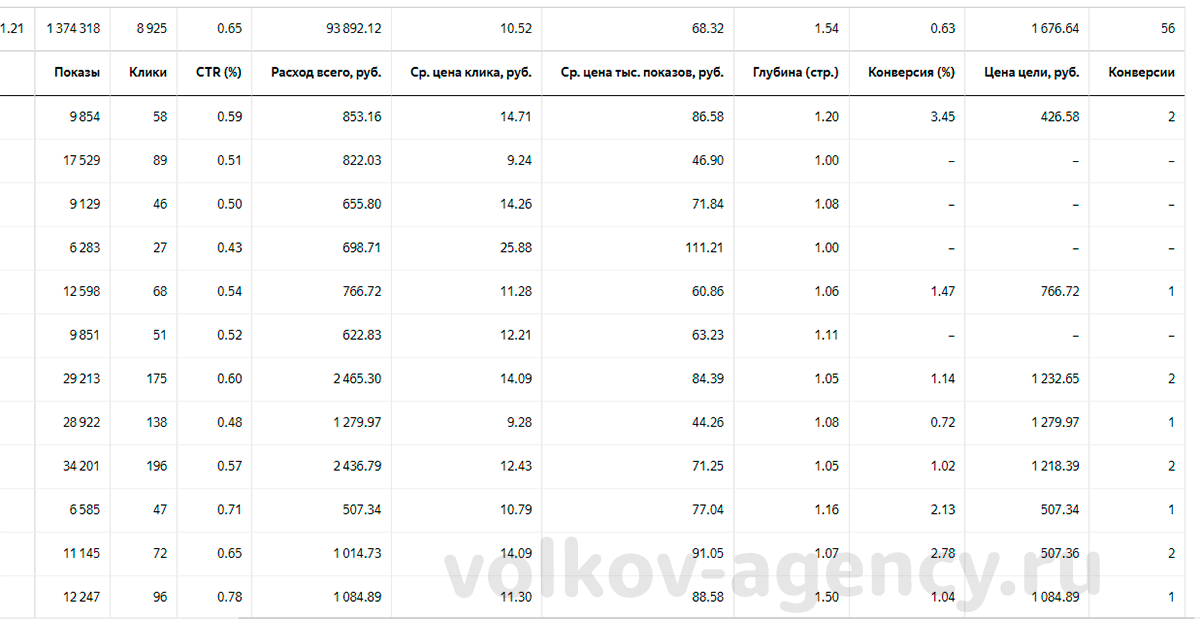 1.21 1 374 318 8 925 0.65 93 892.12 10.52 68.32 1.54 0.63 1 676.64 56
Показы Клики CTR (%) Расход всего, руб. Ср. цена клика, руб. Ср. цена тыс. показов, руб. Глубина (стр.) Конверсия (%) Цена цели, руб. Конверсии
9 854 58 0.59 853.16 14.71 86.58 1.20 3.45 426.58 2
17 529 89 0.51 822.03 9.24 46.90 1.00 – – –
9 129 46 0.50 655.80 14.26 71.84 1.08 – – –
6 283 27 0.43 698.71 25.88 111.21 1.00 – – –
12 598 68 0.54 766.72 11.28 60.86 1.06 1.47 766.72 1
9 851 51 0.52 622.83 12.21 63.23 1.11 – – –
29 213 175 0.60 2 465.30 14.09 84.39 1.05 1.14 1 232.65 2
28 922 138 0.48 1 279.97 9.28 44.26 1.08 0.72 1 279.97 1
34 201 196 0.57 2 436.79 12.43 71.25 1.05 1.02 1 218.39 2
6 585 47 0.71 507.34 10.79 77.04 1.16 2.13 507.34 1
11 145 72 0.65 1 014.73 14.09 91.05 1.07 2.78 507.36 2
volkov-agency.ru
12 247 96 0.78 1 084.89 11.30 88.58 1.50 1.04 1 084.89 1